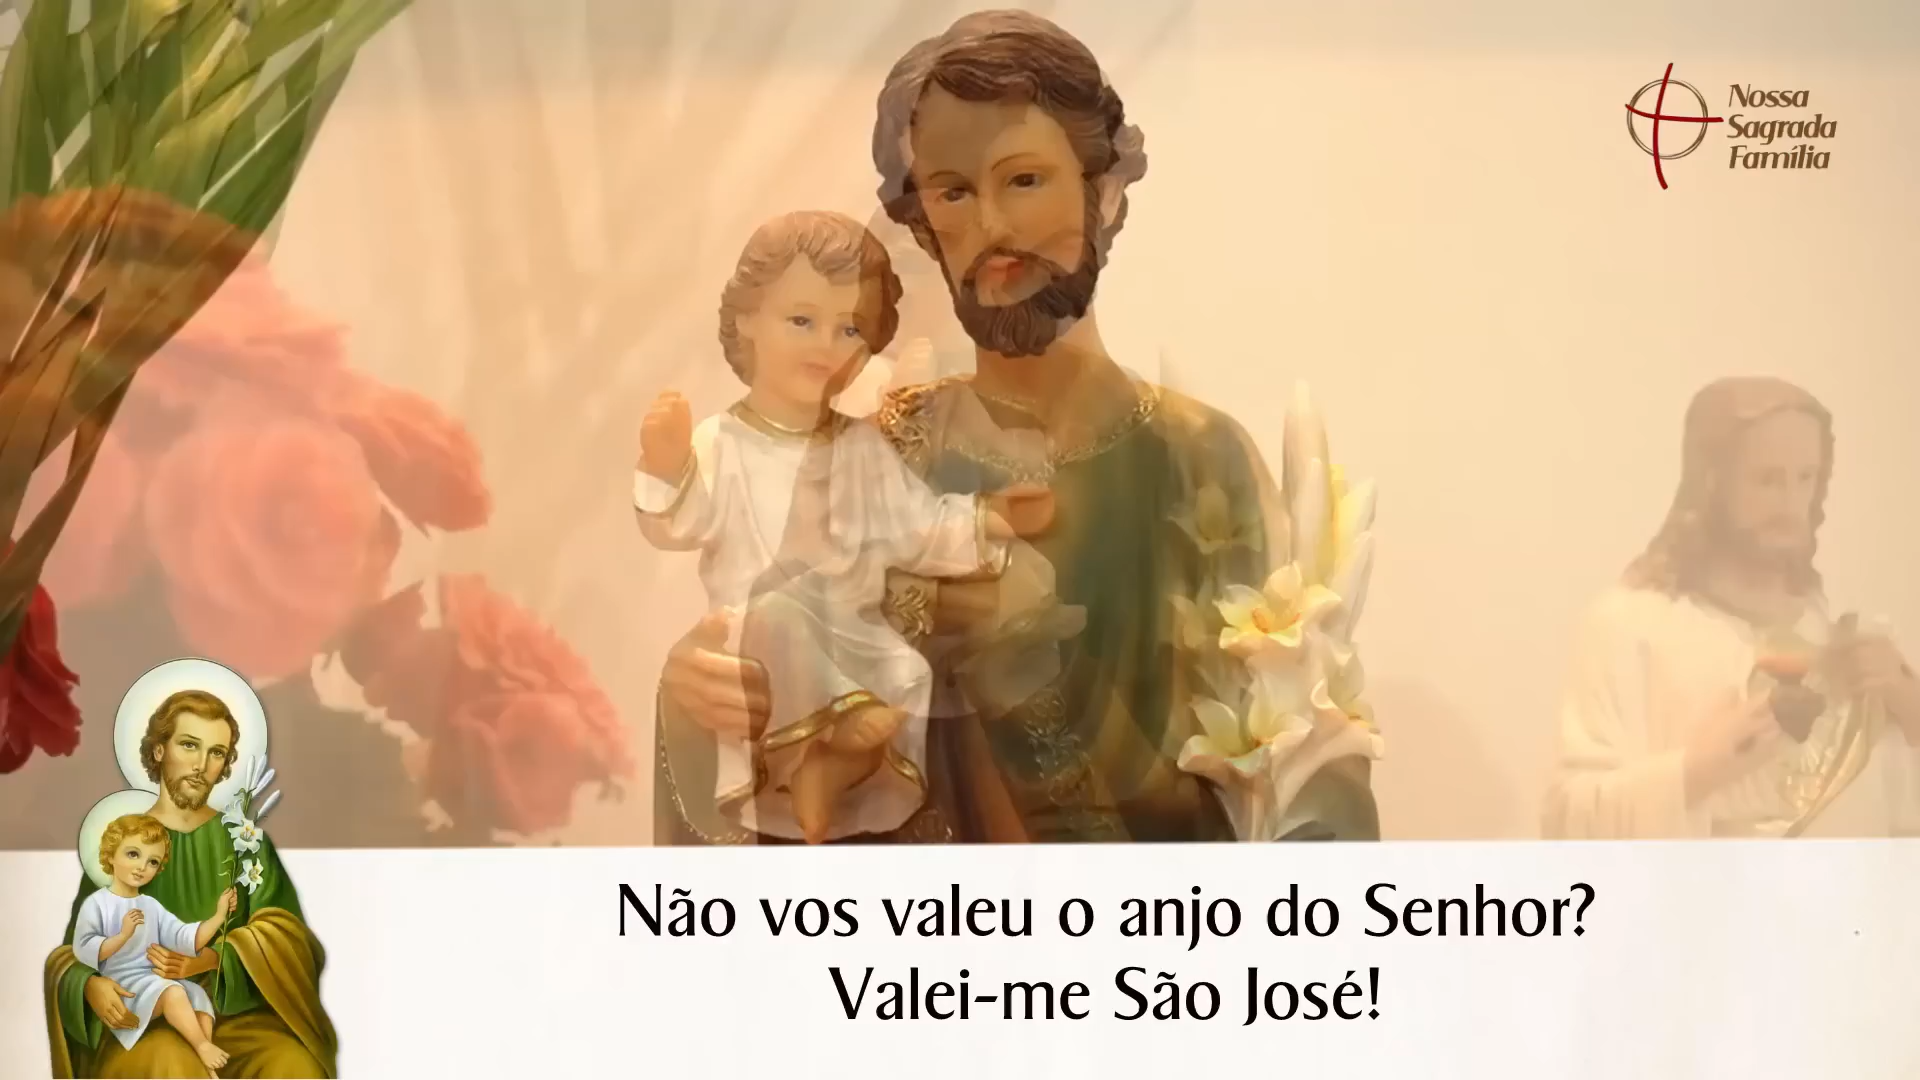 Nossa
Sagrada
Família
Não vos valeu o anjo do Senhor?
Valei-me São José!